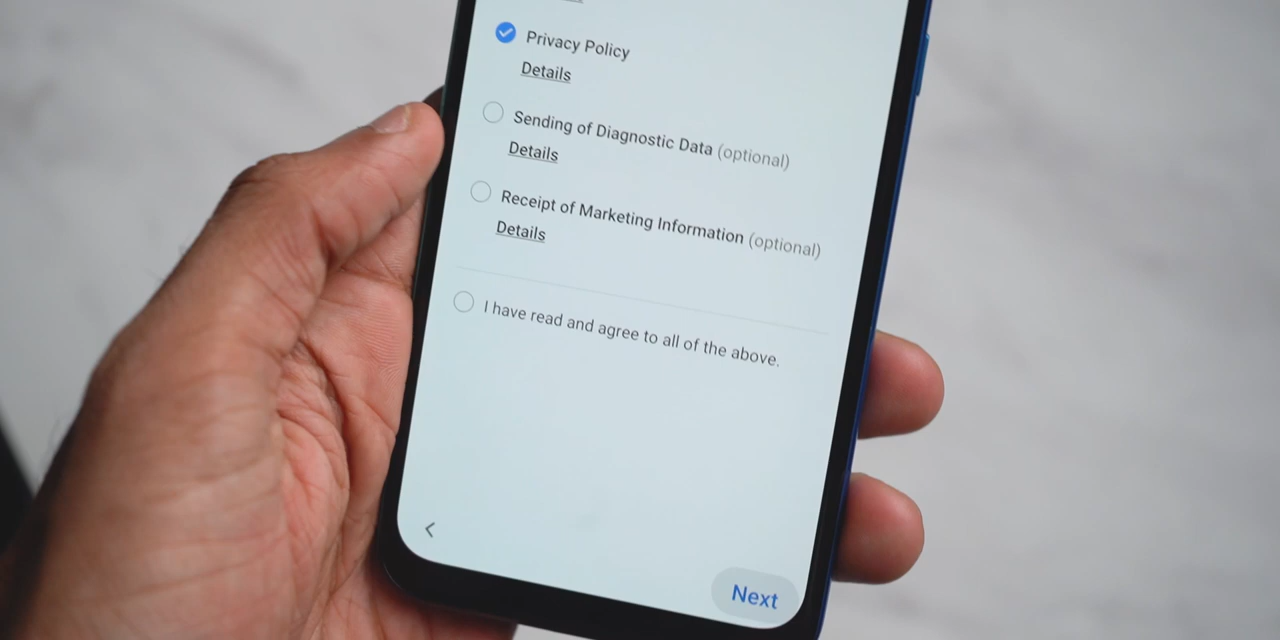 Privacy Policy
Details
Sending of Diagnostic Data (optional)
Details
Receipt of Marketing Information (optional)
Details
I have read and agree to all of the above.
Next